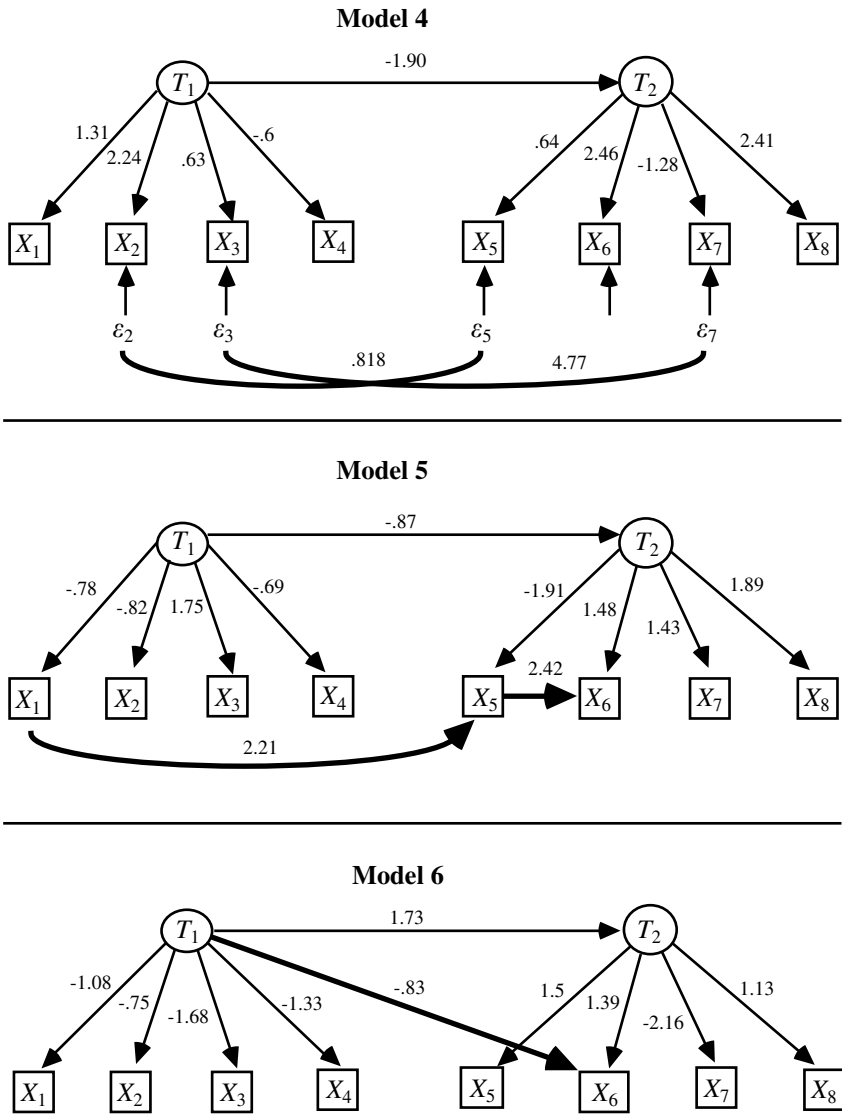 Model 4
-1.90
T1 T2
1.31 2.24 .63 -.6 .64 2.46 -1.28 2.41
X1 X2 X3 X4 X5 X6 X7 X8
ε2 ε3 ε5 ε7
.818 4.77
Model 5
-.87
T1 T2
-.78 -.82 1.75 -.69 -1.91 1.48 1.43 1.89
2.42
X1 X2 X3 X4 X5 X6 X7 X8
2.21
Model 6
1.73
T1 T2
-1.08 -.75 -1.68 -1.33 -.83 1.5 1.39 -2.16 1.13
X1 X2 X3 X4 X5 X6 X7 X8